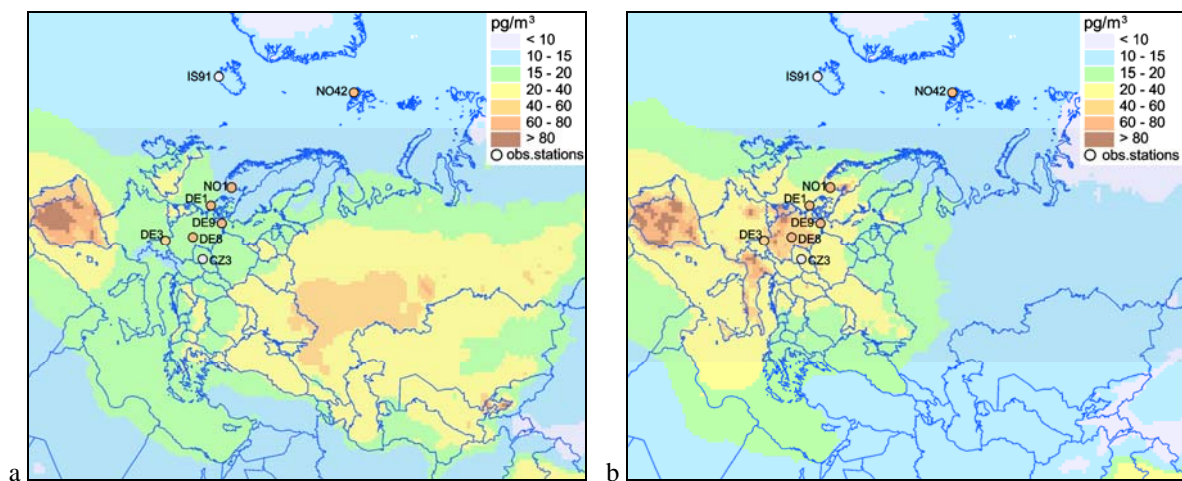 pg/m³
< 10
10 - 15
15 - 20
20 - 40
40 - 60
60 - 80
> 80
obs.stations
IS91
NO42
NO1
DE1
DE9
DE3
DE8
CZ3
a
pg/m³
< 10
10 - 15
15 - 20
20 - 40
40 - 60
60 - 80
> 80
obs.stations
IS91
NO42
NO1
DE1
DE9
DE3
DE8
CZ3
b